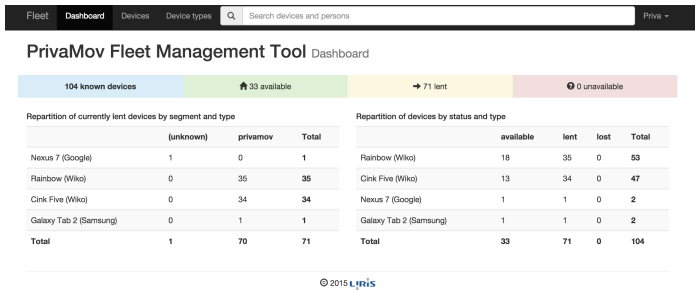 Fleet Dashboard Devices Device types Search devices and persons Priva
PrivaMov Fleet Management Tool Dashboard
104 known devices 33 available 71 lent 0 unavailable
Repartition of currently lent devices by segment and type
(unknown) privamov Total
Nexus 7 (Google) 1 0 1
Rainbow (Wiko) 0 35 35
Cink Five (Wiko) 0 34 34
Galaxy Tab 2 (Samsung) 0 1 1
Total 1 70 71
Repartition of devices by status and type
available lent lost Total
Rainbow (Wiko) 18 35 0 53
Cink Five (Wiko) 13 34 0 47
Nexus 7 (Google) 1 1 0 2
Galaxy Tab 2 (Samsung) 1 1 0 2
Total 33 71 0 104
© 2015 LIRIS